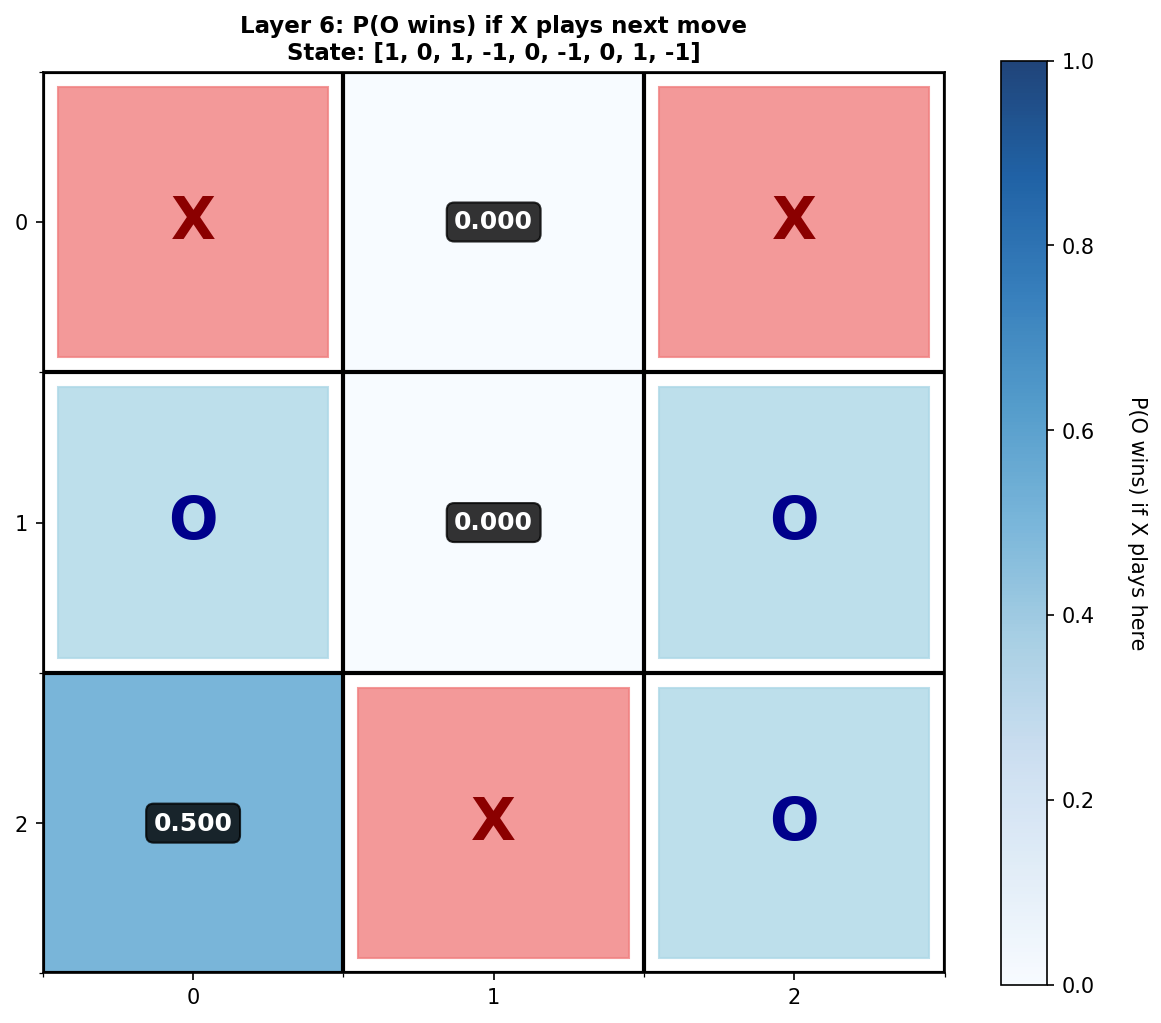 Layer 6: P(O wins) if X plays next move
State: [1, 0, 1, -1, 0, -1, 0, 1, -1]
0
X
0.000
X
1
O
0.000
O
2
0.500
X
O
0
1
2
1.0
0.8
0.6
0.4
0.2
0.0
P(O wins) if X plays here